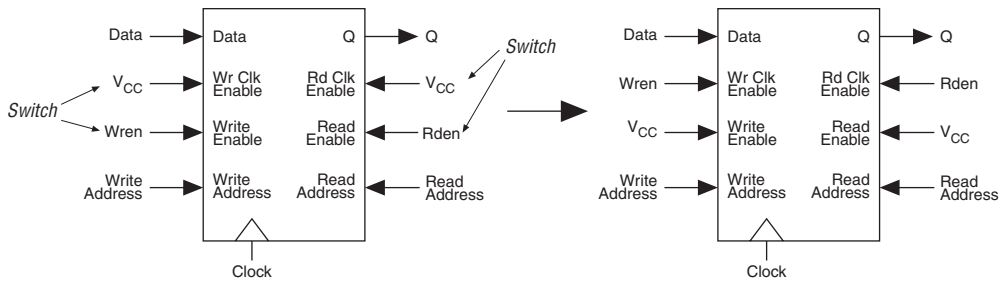 Data
Data
Q
Q
Switch
VCC
Wr Clk
Enable
Rd Clk
Enable
VCC
Switch
Wren
Write
Enable
Read
Enable
Rden
Write
Address
Write
Address
Read
Address
Read
Address
Clock
Data
Data
Q
Q
Wren
Wr Clk
Enable
Rd Clk
Enable
Rden
VCC
Write
Enable
Read
Enable
VCC
Write
Address
Write
Address
Read
Address
Read
Address
Clock